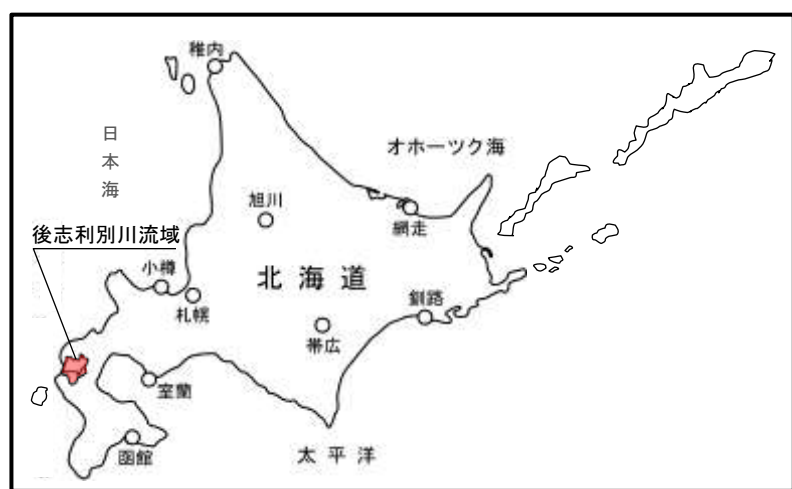 稚内
日本海
オホーツク海
旭川
網走
後志利別川流域
小樽
北海道
札幌
釧路
帯広
室蘭
函館
太平洋